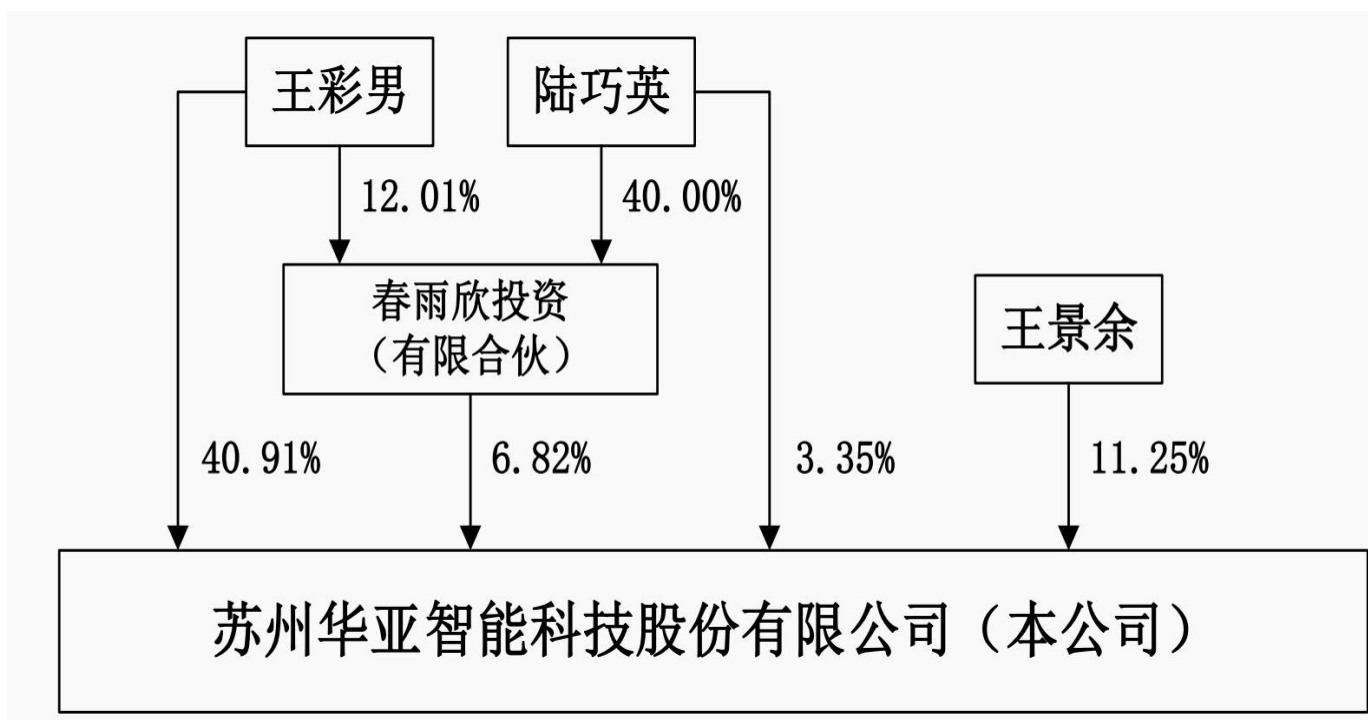 王彩男
陆巧英
12.01%
40.00%
春雨欣投资
（有限合伙）
王景余
40.91%
6.82%
3.35%
11.25%
苏州华亚智能科技股份有限公司（本公司）